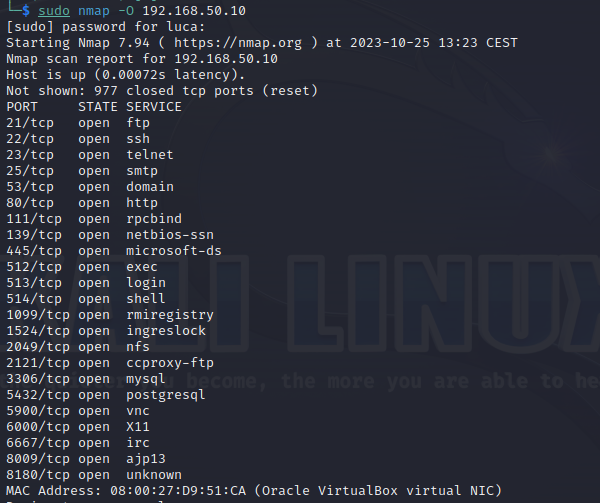 └─$ sudo nmap -O 192.168.50.10
[sudo] password for luca:
Starting Nmap 7.94 ( https://nmap.org ) at 2023-10-25 13:23 CEST
Nmap scan report for 192.168.50.10
Host is up (0.00072s latency).
Not shown: 977 closed tcp ports (reset)
PORT     STATE SERVICE
21/tcp   open  ftp
22/tcp   open  ssh
23/tcp   open  telnet
25/tcp   open  smtp
53/tcp   open  domain
80/tcp   open  http
111/tcp  open  rpcbind
139/tcp  open  netbios-ssn
445/tcp  open  microsoft-ds
512/tcp  open  exec
513/tcp  open  login
514/tcp  open  shell
1099/tcp open  rmiregistry
1524/tcp open  ingreslock
2049/tcp open  nfs
2121/tcp open  ccproxy-ftp
3306/tcp open  mysql
5432/tcp open  postgresql
5900/tcp open  vnc
6000/tcp open  X11
6667/tcp open  irc
8009/tcp open  ajp13
8180/tcp open  unknown
MAC Address: 08:00:27:D9:51:CA (Oracle VirtualBox virtual NIC)
LINUX
become, the more you are able to